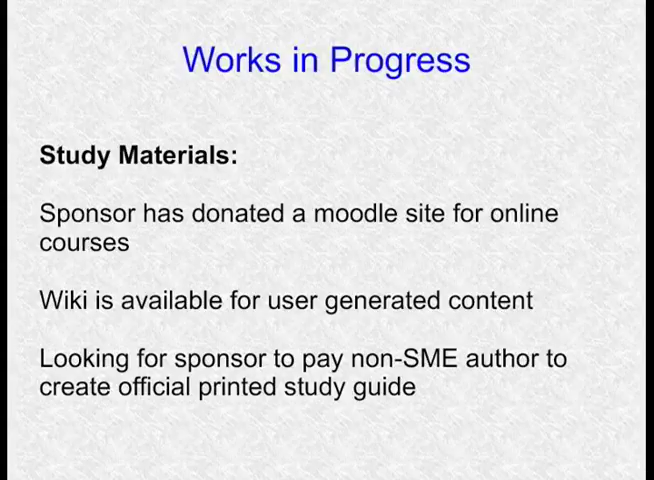 Works in Progress
Study Materials:
Sponsor has donated a moodle site for online
courses
Wiki is available for user generated content
Looking for sponsor to pay non-SME author to
create official printed study guide